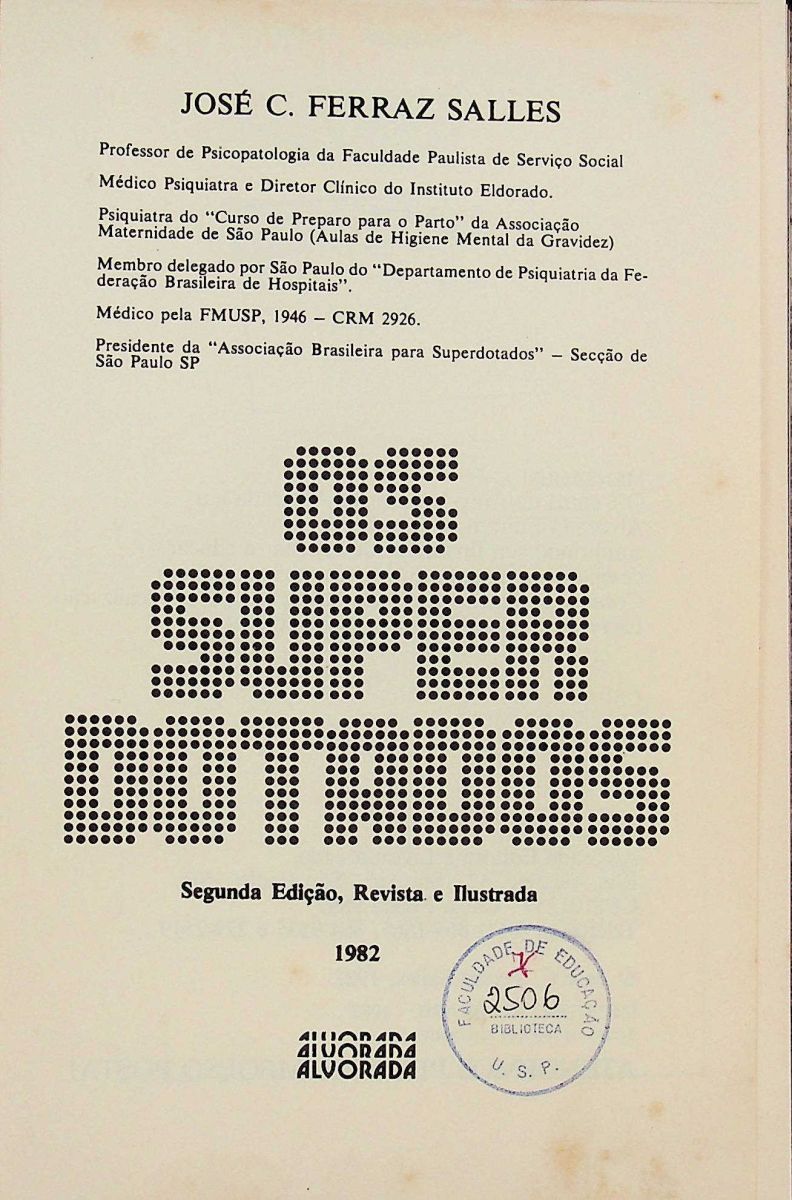 JOSÉ C. FERRAZ SALLES
Professor de Psicopatologia da Faculdade Paulista de Serviço Social
Médico Psiquiatra e Diretor Clínico do Instituto Eldorado.
Psiquiatra do “Curso de Preparo para o Parto” da Associação
Maternidade de São Paulo (Aulas de Higiene Mental da Gravidez)
Membro delegado por São Paulo do “Departamento de Psiquiatria da Fe-
deração Brasileira de Hospitais”.
Médico pela FMUSP, 1946 – CRM 2926.
Presidente da “Associação Brasileira para Superdotados” – Secção de
São Paulo SP
OS
SUPER
DOTADOS
Segunda Edição, Revista e Ilustrada
1982
FACULDADE DE EDUCAÇÃO
2506
BIBLIOTECA
U. S. P.
ALVORADA
ALVORADA
ALVORADA